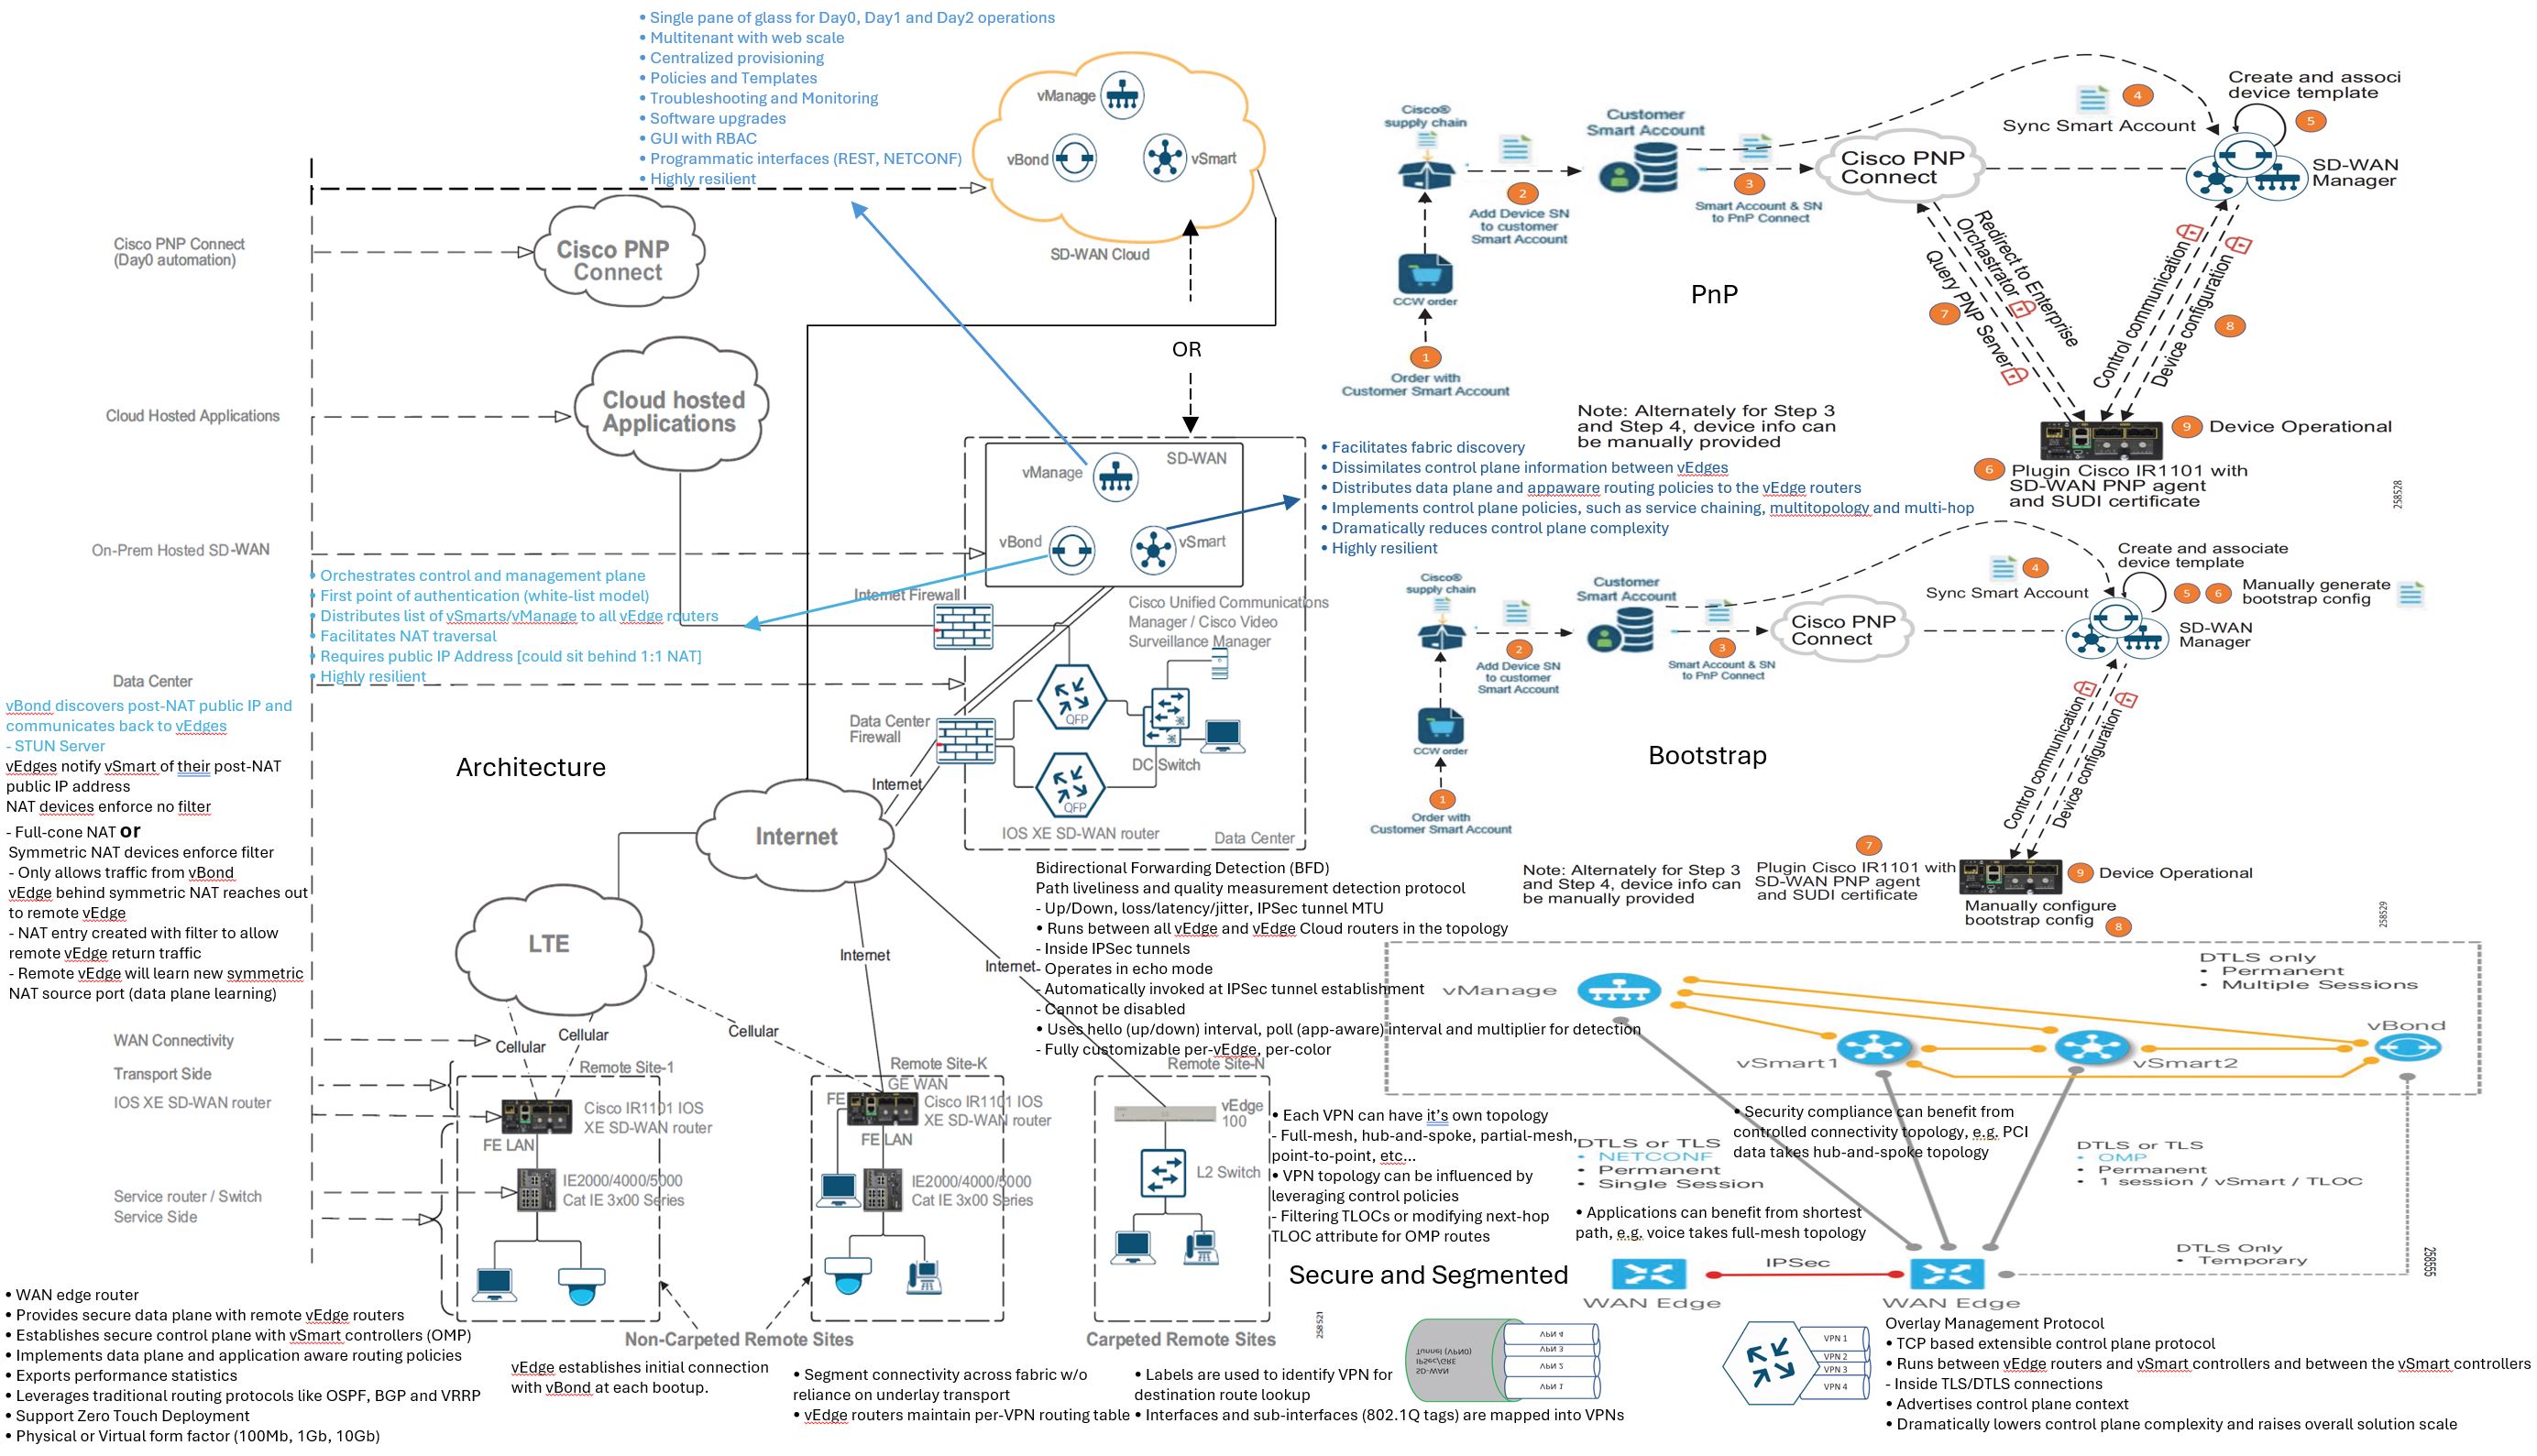 • Single pane of glass for Day0, Day1 and Day2 operations
• Multitenant with web scale
• Centralized provisioning
• Policies and Templates
• Troubleshooting and Monitoring
• Software upgrades
• GUI with RBAC
• Programmatic interfaces (REST, NETCONF)
• Highly resilient
vManage
vBond
vSmart
SD-WAN Cloud
Cisco PNP Connect
(Day0 automation)
Cisco PNP
Connect
OR
Cloud Hosted Applications
Cloud hosted
Applications
SD-WAN
vManage
vBond
vSmart
On-Prem Hosted SD-WAN
• Orchestrates control and management plane
• First point of authentication (white-list model)
• Distributes list of vSmarts/vManage to all vEdge routers
• Facilitates NAT traversal
• Requires public IP Address [could sit behind 1:1 NAT]
• Highly resilient
Internet Firewall
Cisco Unified Communications
Manager / Cisco Video
Surveillance Manager
Data Center
vBond discovers post-NAT public IP and
communicates back to vEdges
- STUN Server
vEdges notify vSmart of their post-NAT
public IP address
NAT devices enforce no filter
- Full-cone NAT or
Symmetric NAT devices enforce filter
- Only allows traffic from vBond
vEdge behind symmetric NAT reaches out
to remote vEdge
- NAT entry created with filter to allow
remote vEdge return traffic
- Remote vEdge will learn new symmetric
NAT source port (data plane learning)
Architecture
Data Center
Firewall
QFP
QFP
DC Switch
Internet
IOS XE SD-WAN router
Data Center
Internet
LTE
Internet
Internet
Cellular
Cellular
Cellular
WAN Connectivity
Transport Side
IOS XE SD-WAN router
Service router / Switch
Service Side
Remote Site-1
Cisco IR1101 IOS
XE SD-WAN router
FE LAN
IE2000/4000/5000
Cat IE 3x00 Series
Remote Site-K
GE WAN
FE
Cisco IR1101 IOS
XE SD-WAN router
FE LAN
IE2000/4000/5000
Cat IE 3x00 Series
Remote Site-N
vEdge
100
L2 Switch
Non-Carpeted Remote Sites
Carpeted Remote Sites
258521
• WAN edge router
• Provides secure data plane with remote vEdge routers
• Establishes secure control plane with vSmart controllers (OMP)
• Implements data plane and application aware routing policies
• Exports performance statistics
• Leverages traditional routing protocols like OSPF, BGP and VRRP
• Support Zero Touch Deployment
• Physical or Virtual form factor (100Mb, 1Gb, 10Gb)
vEdge establishes initial connection
with vBond at each bootup.
• Segment connectivity across fabric w/o
reliance on underlay transport
• vEdge routers maintain per-VPN routing table
• Labels are used to identify VPN for
destination route lookup
• Interfaces and sub-interfaces (802.1Q tags) are mapped into VPNs
Bidirectional Forwarding Detection (BFD)
Path liveliness and quality measurement detection protocol
- Up/Down, loss/latency/jitter, IPSec tunnel MTU
• Runs between all vEdge and vEdge Cloud routers in the topology
- Inside IPSec tunnels
- Operates in echo mode
- Automatically invoked at IPSec tunnel establishment
- Cannot be disabled
• Uses hello (up/down) interval, poll (app-aware) interval and multiplier for detection
- Fully customizable per-vEdge, per-color
• Each VPN can have it's own topology
- Full-mesh, hub-and-spoke, partial-mesh,
point-to-point, etc...
• VPN topology can be influenced by
leveraging control policies
- Filtering TLOCs or modifying next-hop
TLOC attribute for OMP routes
Secure and Segmented
• Facilitates fabric discovery
• Dissimilates control plane information between vEdges
• Distributes data plane and appaware routing policies to the vEdge routers
• Implements control plane policies, such as service chaining, multitopology and multi-hop
• Dramatically reduces control plane complexity
• Highly resilient
Cisco®
supply chain
Customer
Smart Account
2
Add Device SN
to customer
Smart Account
3
Smart Account & SN
to PnP Connect
Cisco PNP
Connect
4
Sync Smart Account
Create and associ
device template
5
SD-WAN
Manager
CCW order
1
Order with
Customer Smart Account
PnP
Redirect to Enterprise
Orchastrator
Query PNP Server
7
Control communication
Device configuration
8
Note: Alternately for Step 3
and Step 4, device info can
be manually provided
9 Device Operational
6 Plugin Cisco IR1101 with
SD-WAN PNP agent
and SUDI certificate
258528
Cisco®
supply chain
Customer
Smart Account
2
Add Device SN
to customer
Smart Account
3
Smart Account & SN
to PnP Connect
Cisco PNP
Connect
4
Sync Smart Account
Create and associate
device template
5 6 Manually generate
bootstrap config
SD-WAN
Manager
CCW order
1
Order with
Customer Smart Account
Bootstrap
Control communication
Device configuration
Note: Alternately for Step 3
and Step 4, device info can
be manually provided
7
Plugin Cisco IR1101 with
SD-WAN PNP agent
and SUDI certificate
9 Device Operational
Manually configure
bootstrap config 8
258529
DTLS only
• Permanent
• Multiple Sessions
vManage
vSmart1
vSmart2
vBond
• Security compliance can benefit from
controlled connectivity topology, e.g. PCI
data takes hub-and-spoke topology
DTLS or TLS
• NETCONF
• Permanent
• Single Session
DTLS or TLS
• OMP
• Permanent
• 1 session / vSmart / TLOC
• Applications can benefit from shortest
path, e.g. voice takes full-mesh topology
DTLS Only
• Temporary
258555
IPSec
WAN Edge
WAN Edge
SD-WAN
IPSec/GRE
Tunnel (VPN0)
VPN 4
VPN 3
VPN 2
VPN 1
VPN 1
VPN 2
VPN 3
VPN 4
Overlay Management Protocol
• TCP based extensible control plane protocol
• Runs between vEdge routers and vSmart controllers and between the vSmart controllers
- Inside TLS/DTLS connections
• Advertises control plane context
• Dramatically lowers control plane complexity and raises overall solution scale